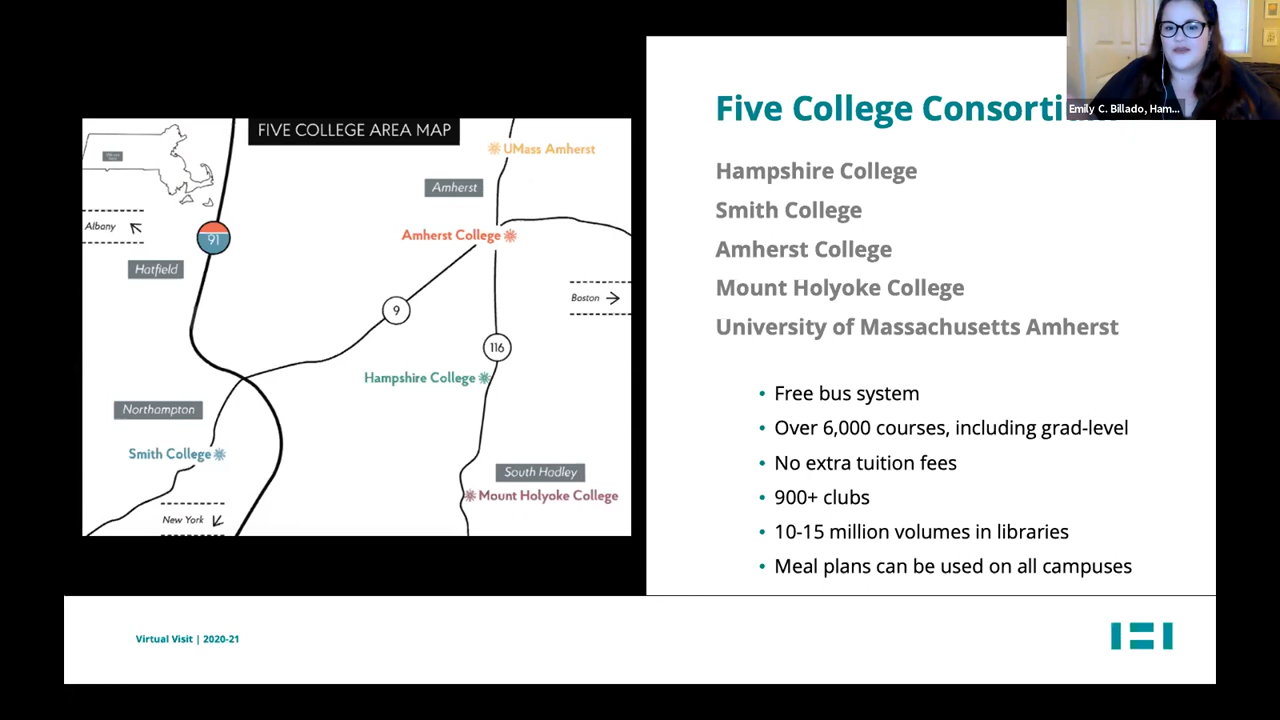 FIVE COLLEGE AREA MAP
UMass Amherst
Amherst
Albany
91
Amherst College
Hatfield
Boston
9
116
Hampshire College
Northampton
Smith College
South Hadley
Mount Holyoke College
New York
Five College Consorti
Emily C. Billado, Ham...
Hampshire College
Smith College
Amherst College
Mount Holyoke College
University of Massachusetts Amherst
• Free bus system
• Over 6,000 courses, including grad-level
• No extra tuition fees
• 900+ clubs
• 10-15 million volumes in libraries
• Meal plans can be used on all campuses
Virtual Visit | 2020-21